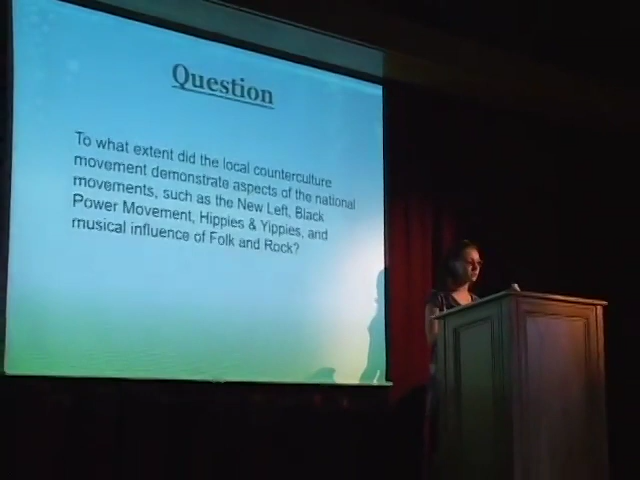 Question
To what extent did the local counterculture
movement demonstrate aspects of the national
movements, such as the New Left, Black
Power Movement, Hippies & Yippies, and
musical influence of Folk and Rock?